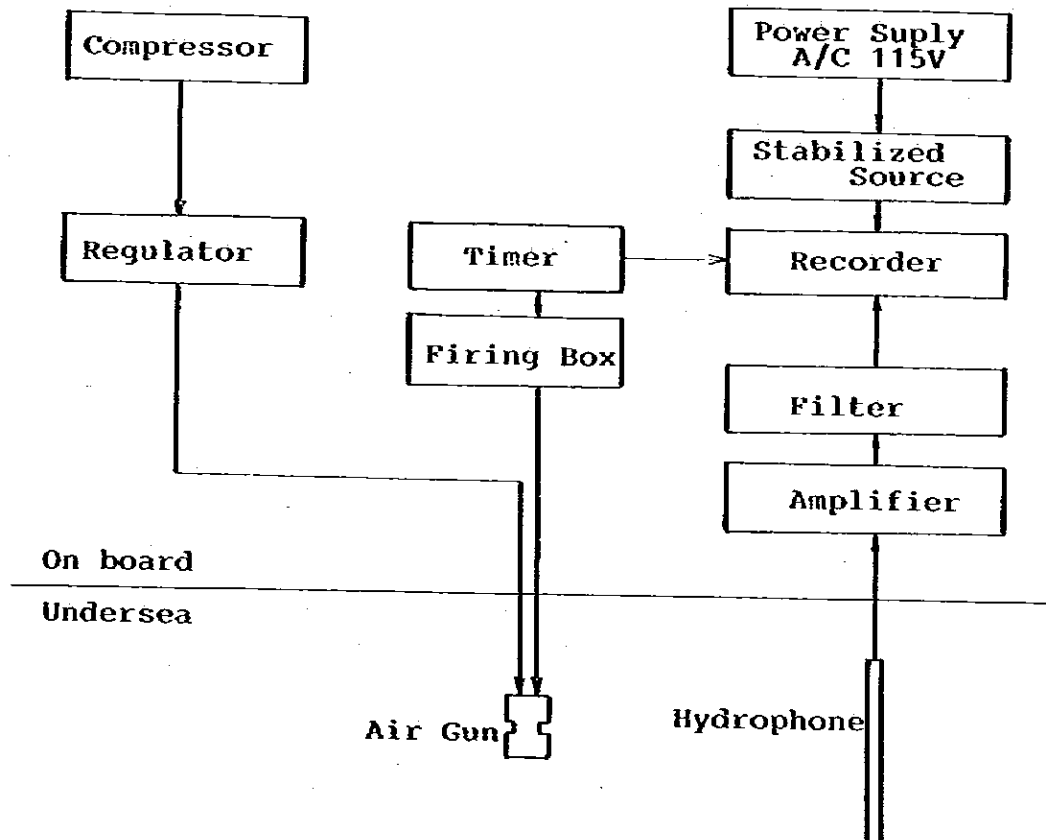 Compressor
Power Suply
A/C 115V
Stabilized
Source
Regulator
Timer
Recorder
Firing Box
Filter
Amplifier
On board
Undersea
Air Gun
Hydrophone